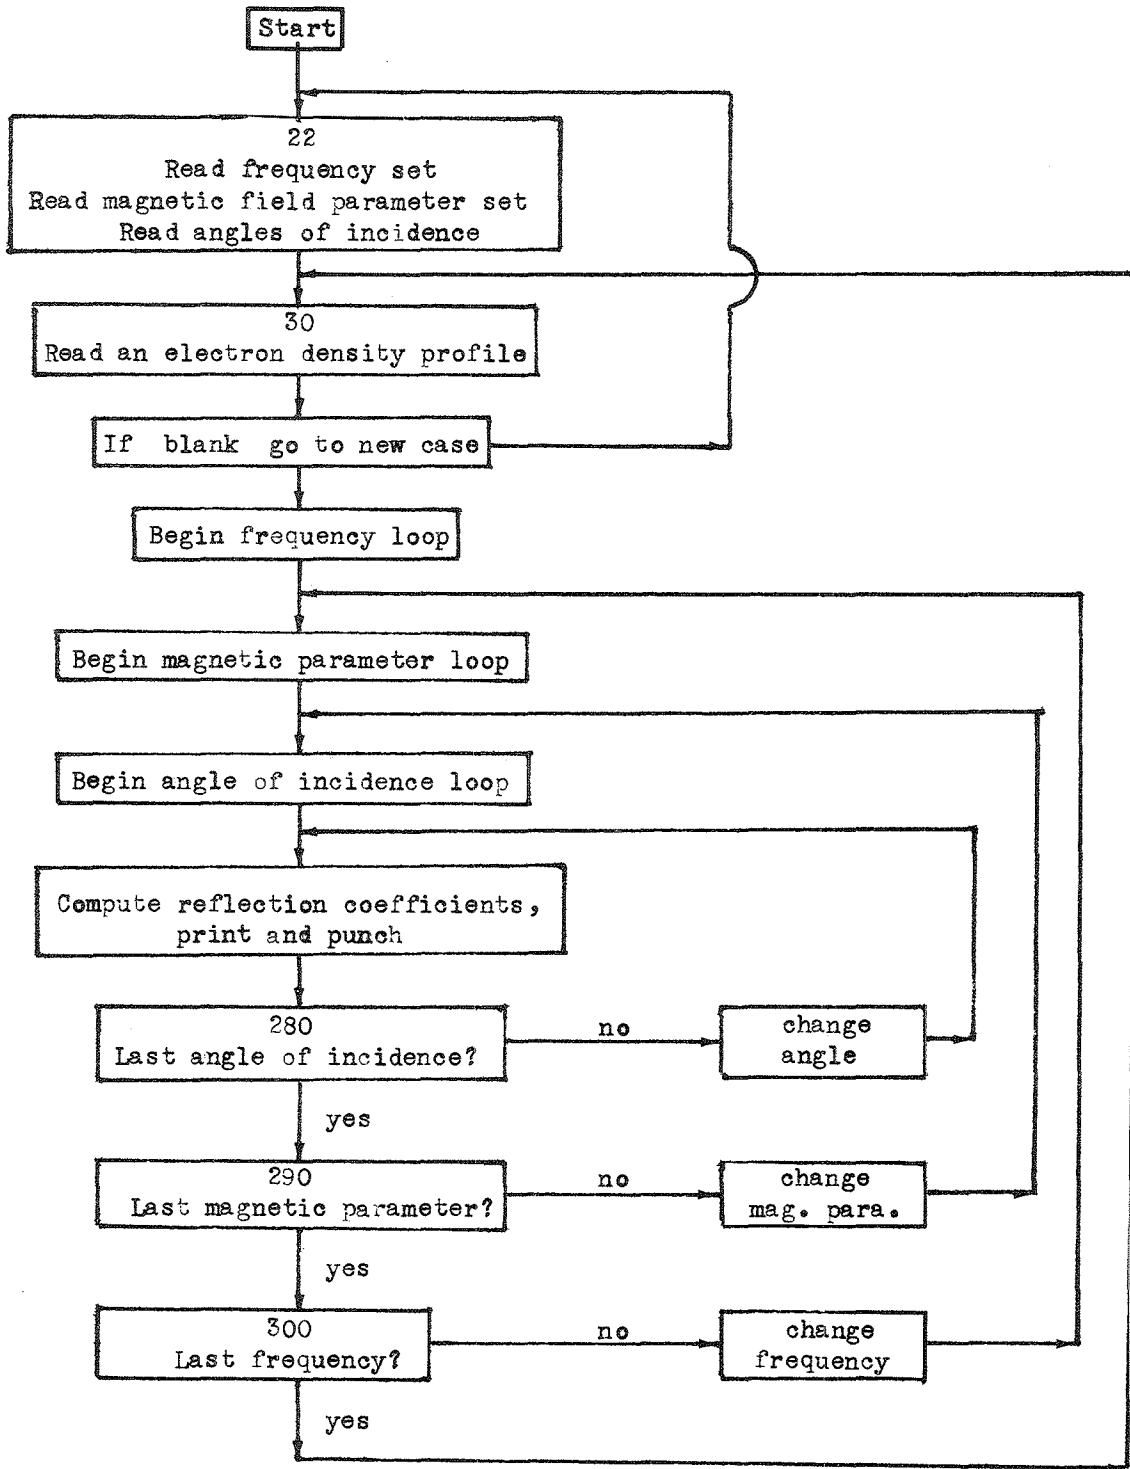 Start
22
Read frequency set
Read magnetic field parameter set
Read angles of incidence
30
Read an electron density profile
If blank go to new case
Begin frequency loop
Begin magnetic parameter loop
Begin angle of incidence loop
Compute reflection coefficients,
print and punch
280
Last angle of incidence?
no
change
angle
yes
290
Last magnetic parameter?
no
change
mag. para.
yes
300
Last frequency?
no
change
frequency
yes